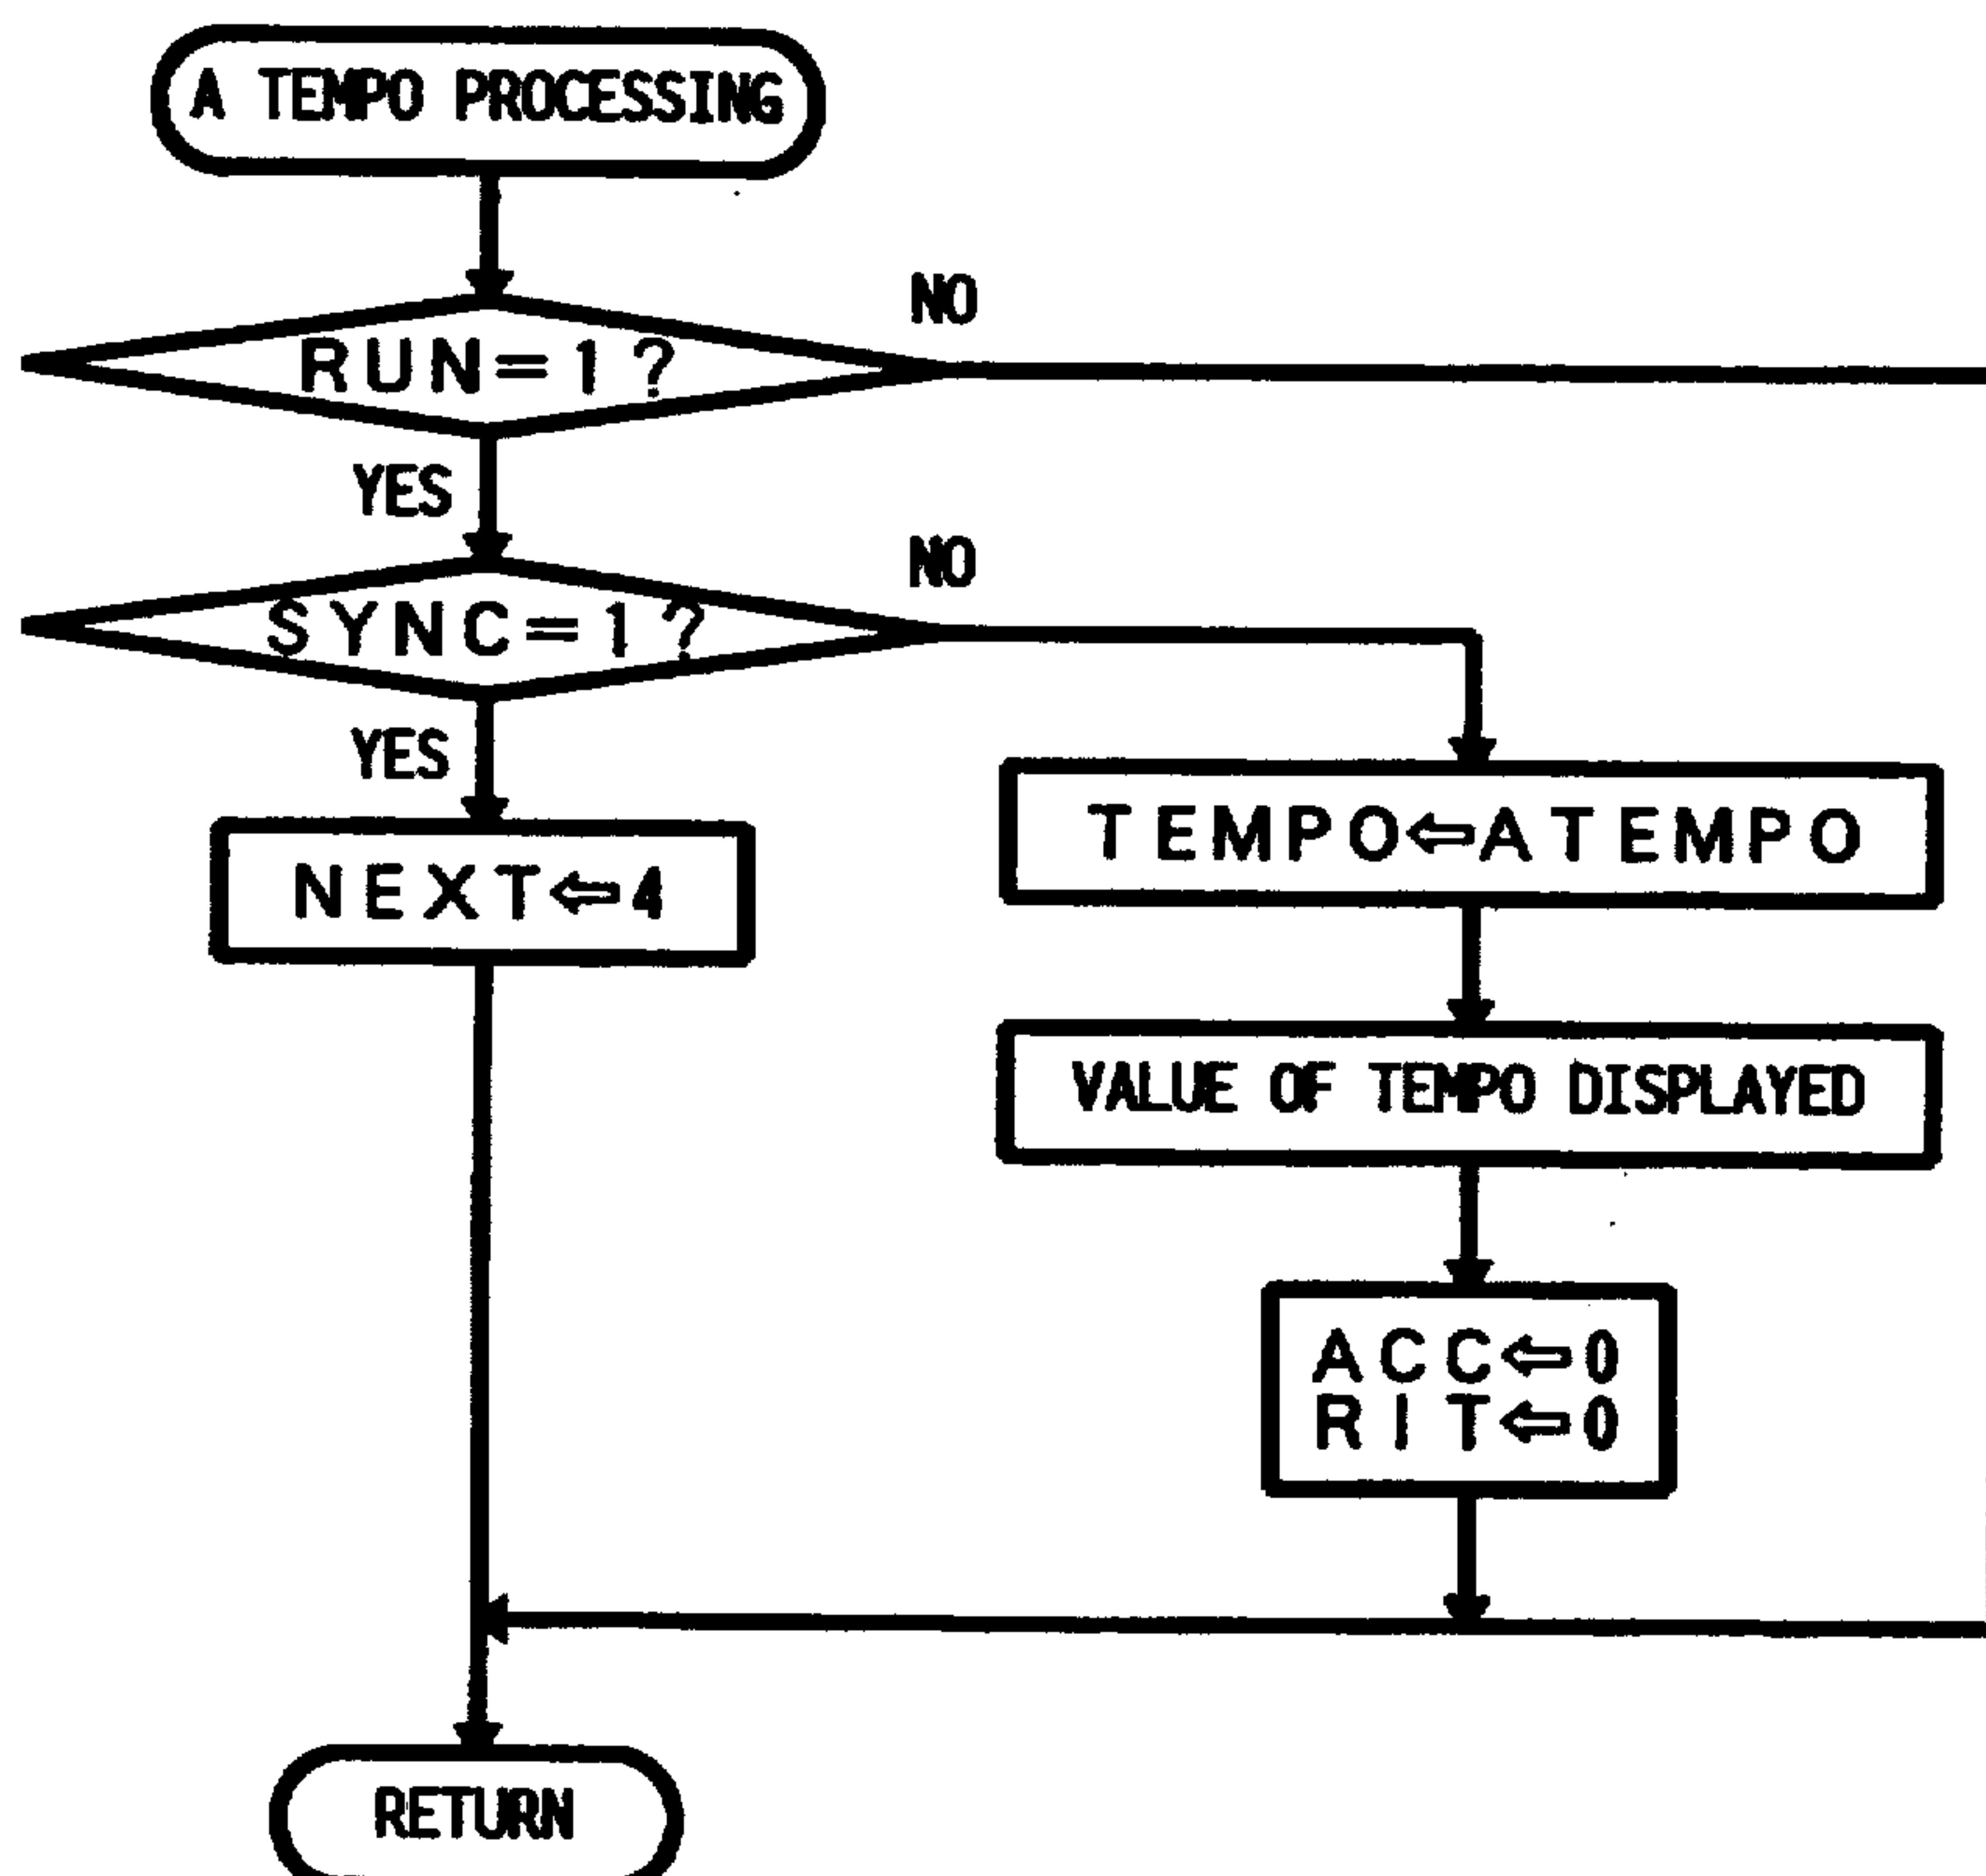 A TEMPO PROCESSING
NO
RUN=1?
YES
NO
SYNC=1?
YES
TEMPO⇐ATEMPO
NEXT⇐4
VALUE OF TEMPO DISPLAYED
ACC⇐0
RIT⇐0
RETURN